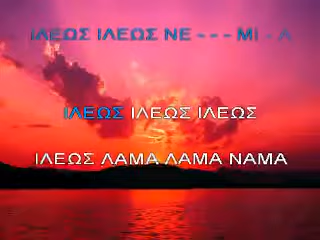 ΙΛΕΩΣ ΙΛΕΩΣ ΝΕ - - - ΜΙ - Α
ΙΛΕΩΣ ΙΛΕΩΣ ΙΛΕΩΣ
ΙΛΕΩΣ ΛΑΜΑ ΛΑΜΑ ΝΑΜΑ